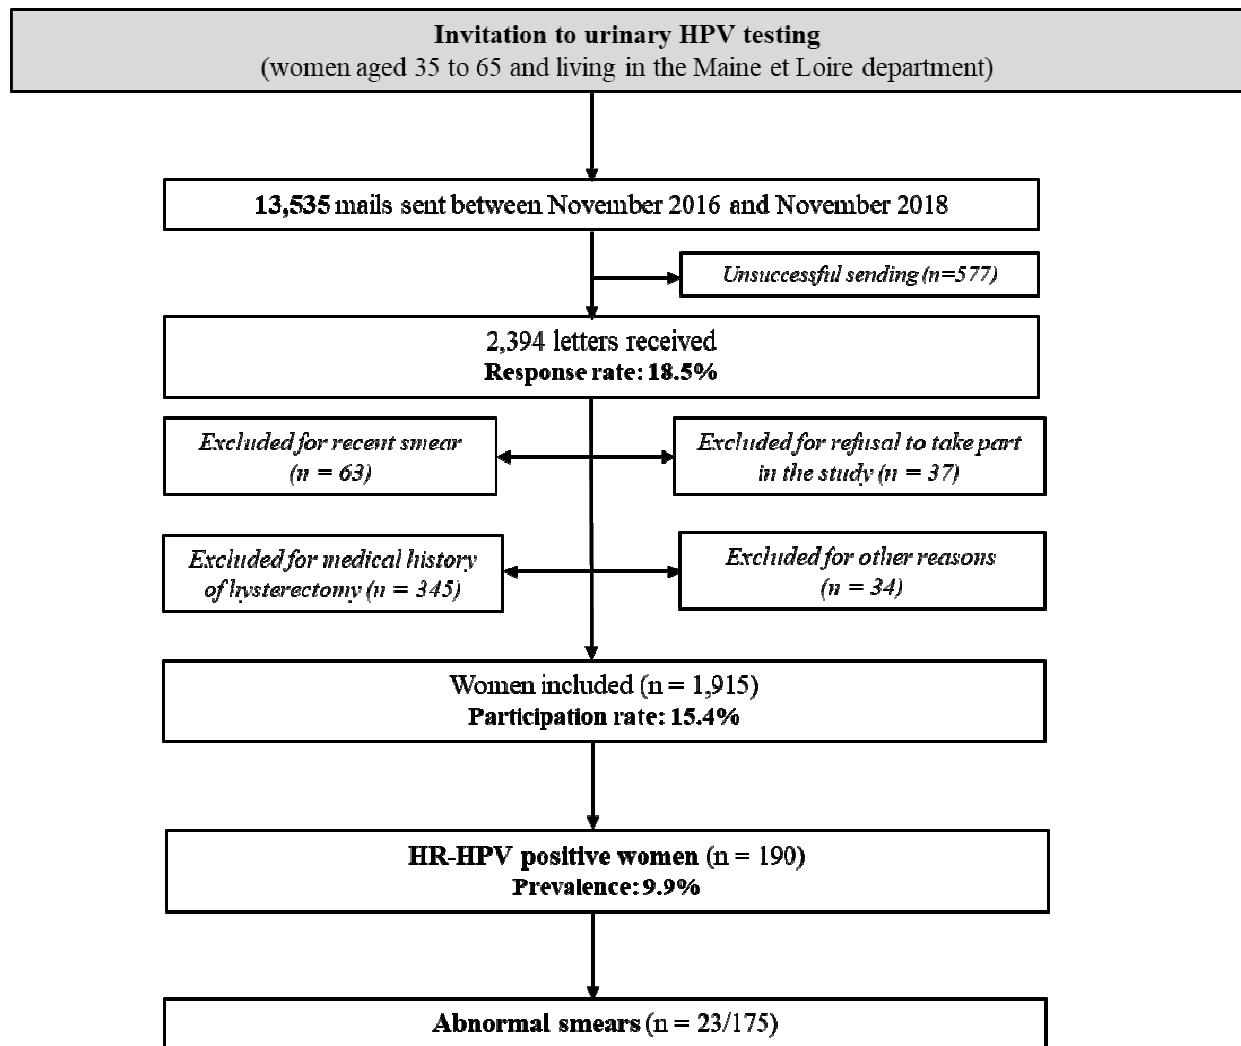 Invitation to urinary HPV testing
(women aged 35 to 65 and living in the Maine et Loire department)
13,535 mails sent between November 2016 and November 2018
Unsuccessful sending (n=577)
2,394 letters received
Response rate: 18.5%
Excluded for recent smear
(n = 63)
Excluded for refusal to take part
in the study (n = 37)
Excluded for medical history
of hysterectomy (n = 345)
Excluded for other reasons
(n = 34)
Women included (n = 1,915)
Participation rate: 15.4%
HR-HPV positive women (n = 190)
Prevalence: 9.9%
Abnormal smears (n = 23/175)